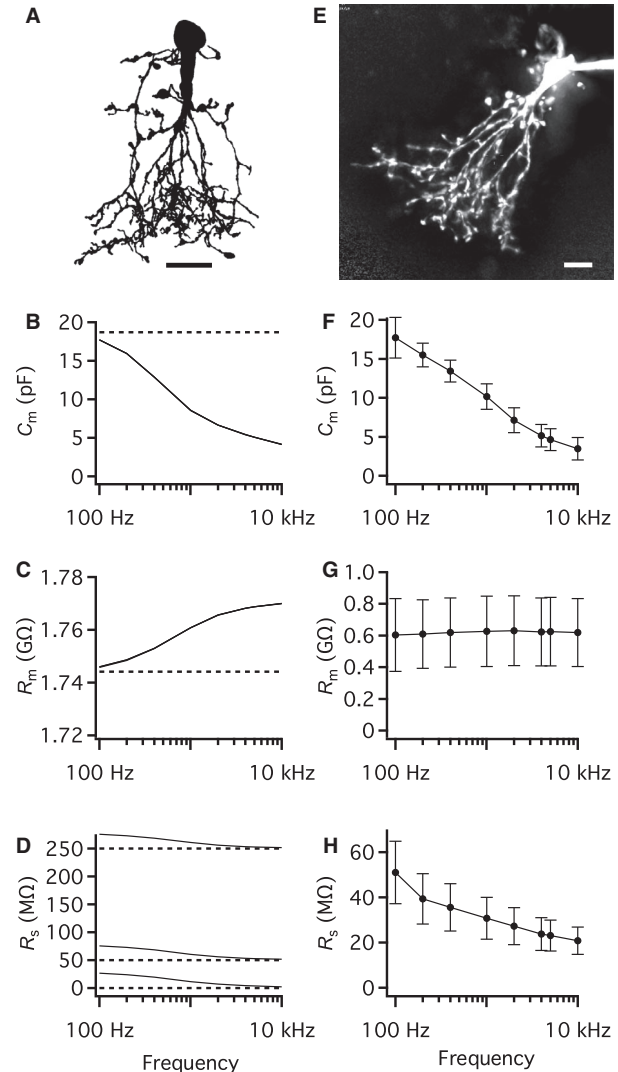 A
E
B
20
15
10
5
0
C_m (pF)
100 Hz
10 kHz
F
20
15
10
5
0
C_m (pF)
100 Hz
10 kHz
C
1.78
1.76
1.74
1.72
R_m (GΩ)
100 Hz
10 kHz
G
1.0
0.8
0.6
0.4
0.2
0
R_m (GΩ)
100 Hz
10 kHz
D
250
200
150
100
50
0
R_s (MΩ)
100 Hz
10 kHz
Frequency
H
60
40
20
0
R_s (MΩ)
100 Hz
10 kHz
Frequency